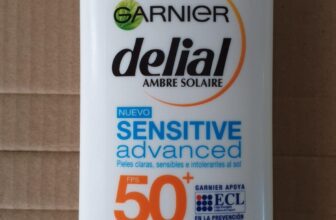 GARNIER
delial
AMBRE SOLAIRE
NUEVO
SENSITIVE
advanced
Pieles claras, sensibles e intolerantes al sol
FPS
50+
GARNIER APOYA
ECL
EN LA PREVENCIÓN